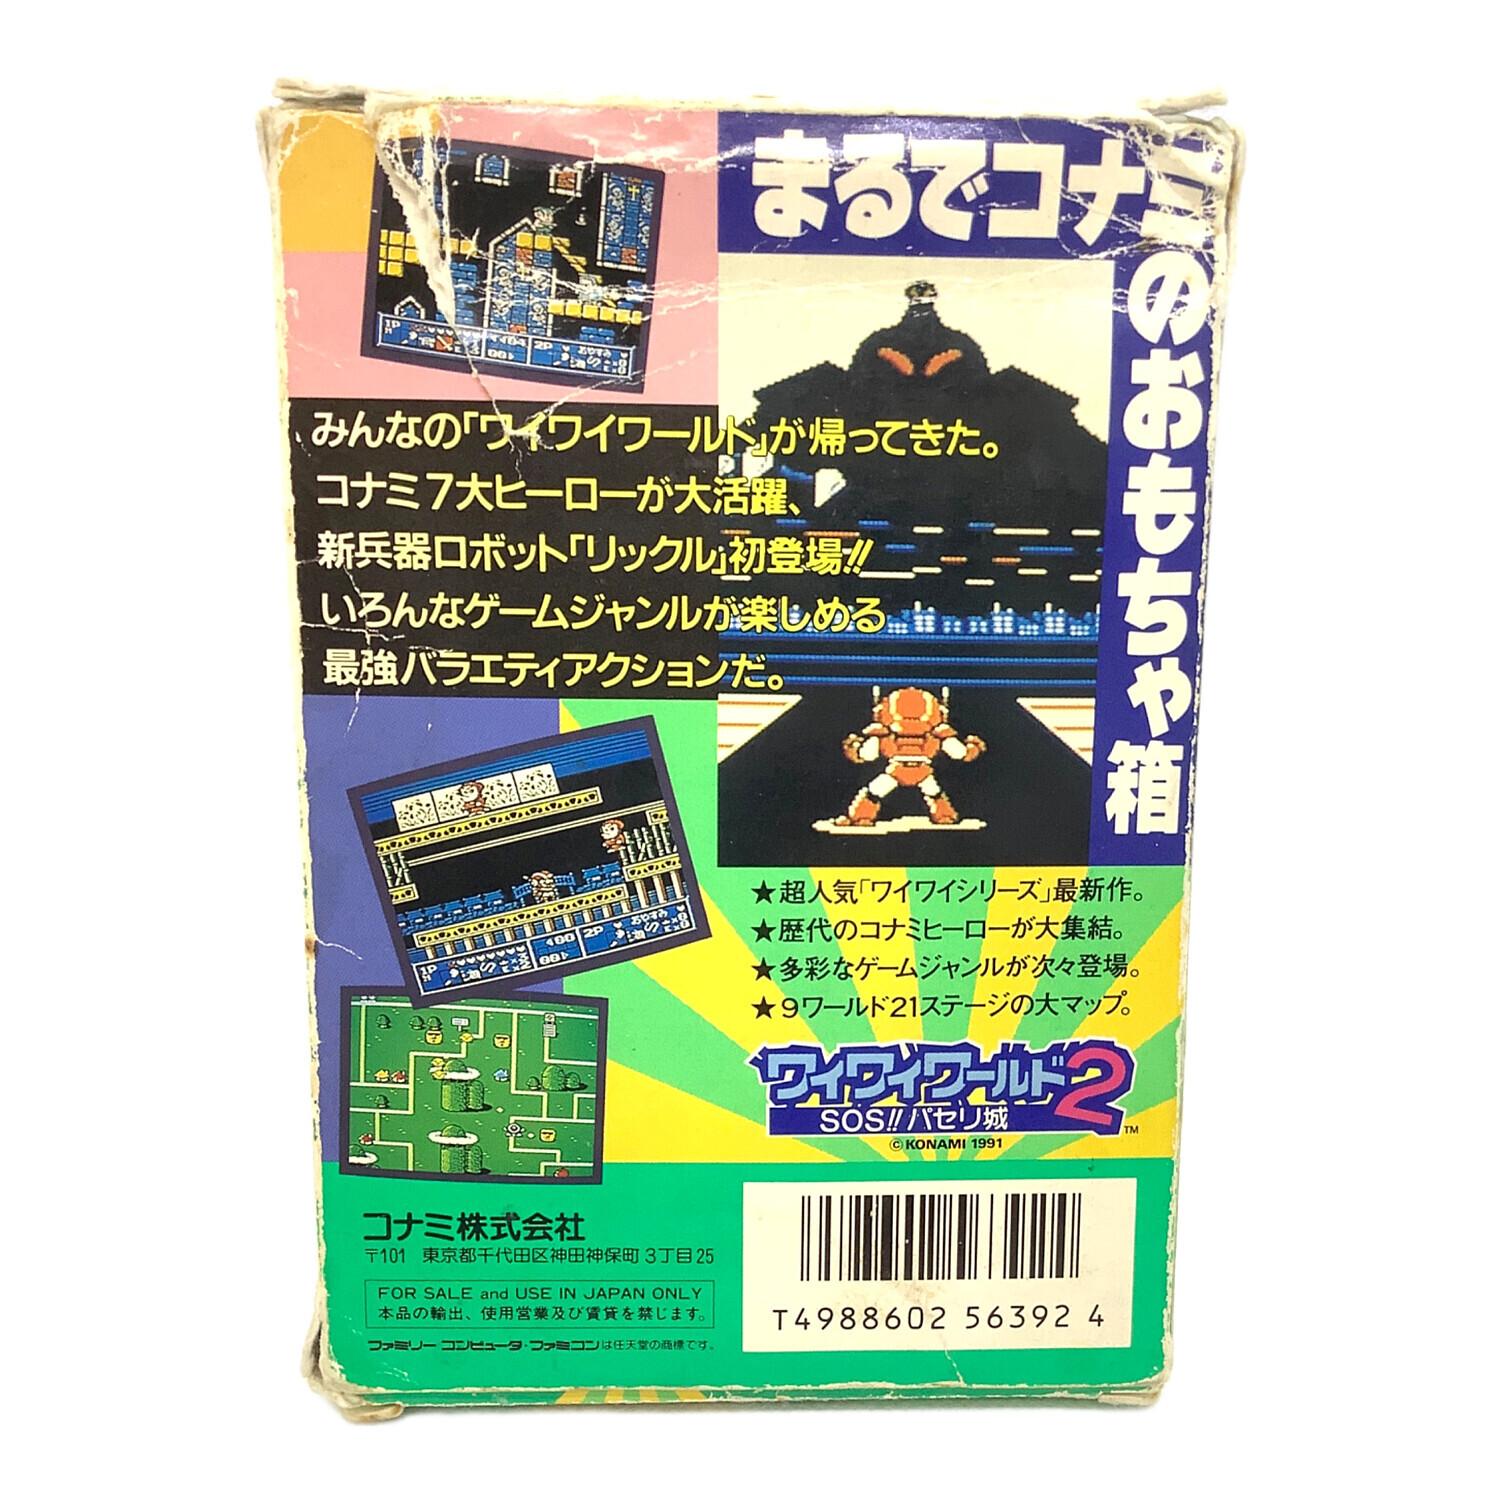 まるでコナミのおもちゃ箱
みんなの「ワイワイワールド」が帰ってきた。
コナミ7大ヒーローが大活躍、
新兵器ロボット「リックル」初登場!!
いろんなゲームジャンルが楽しめる
最強バラエティアクションだ。
★超人気「ワイワイシリーズ」最新作。
★歴代のコナミヒーローが大集結。
★多彩なゲームジャンルが次々登場。
★9ワールド21ステージの大マップ。
ワイワイワールド2
SOS!!パセリ城
TM
©KONAMI 1991
コナミ株式会社
〒101 東京都千代田区神田神保町3丁目25
FOR SALE and USE IN JAPAN ONLY
本品の輸出、使用営業及び賃貸を禁じます。
ファミリーコンピュータ・ファミコンは任天堂の商標です。
T4988602 56392 4